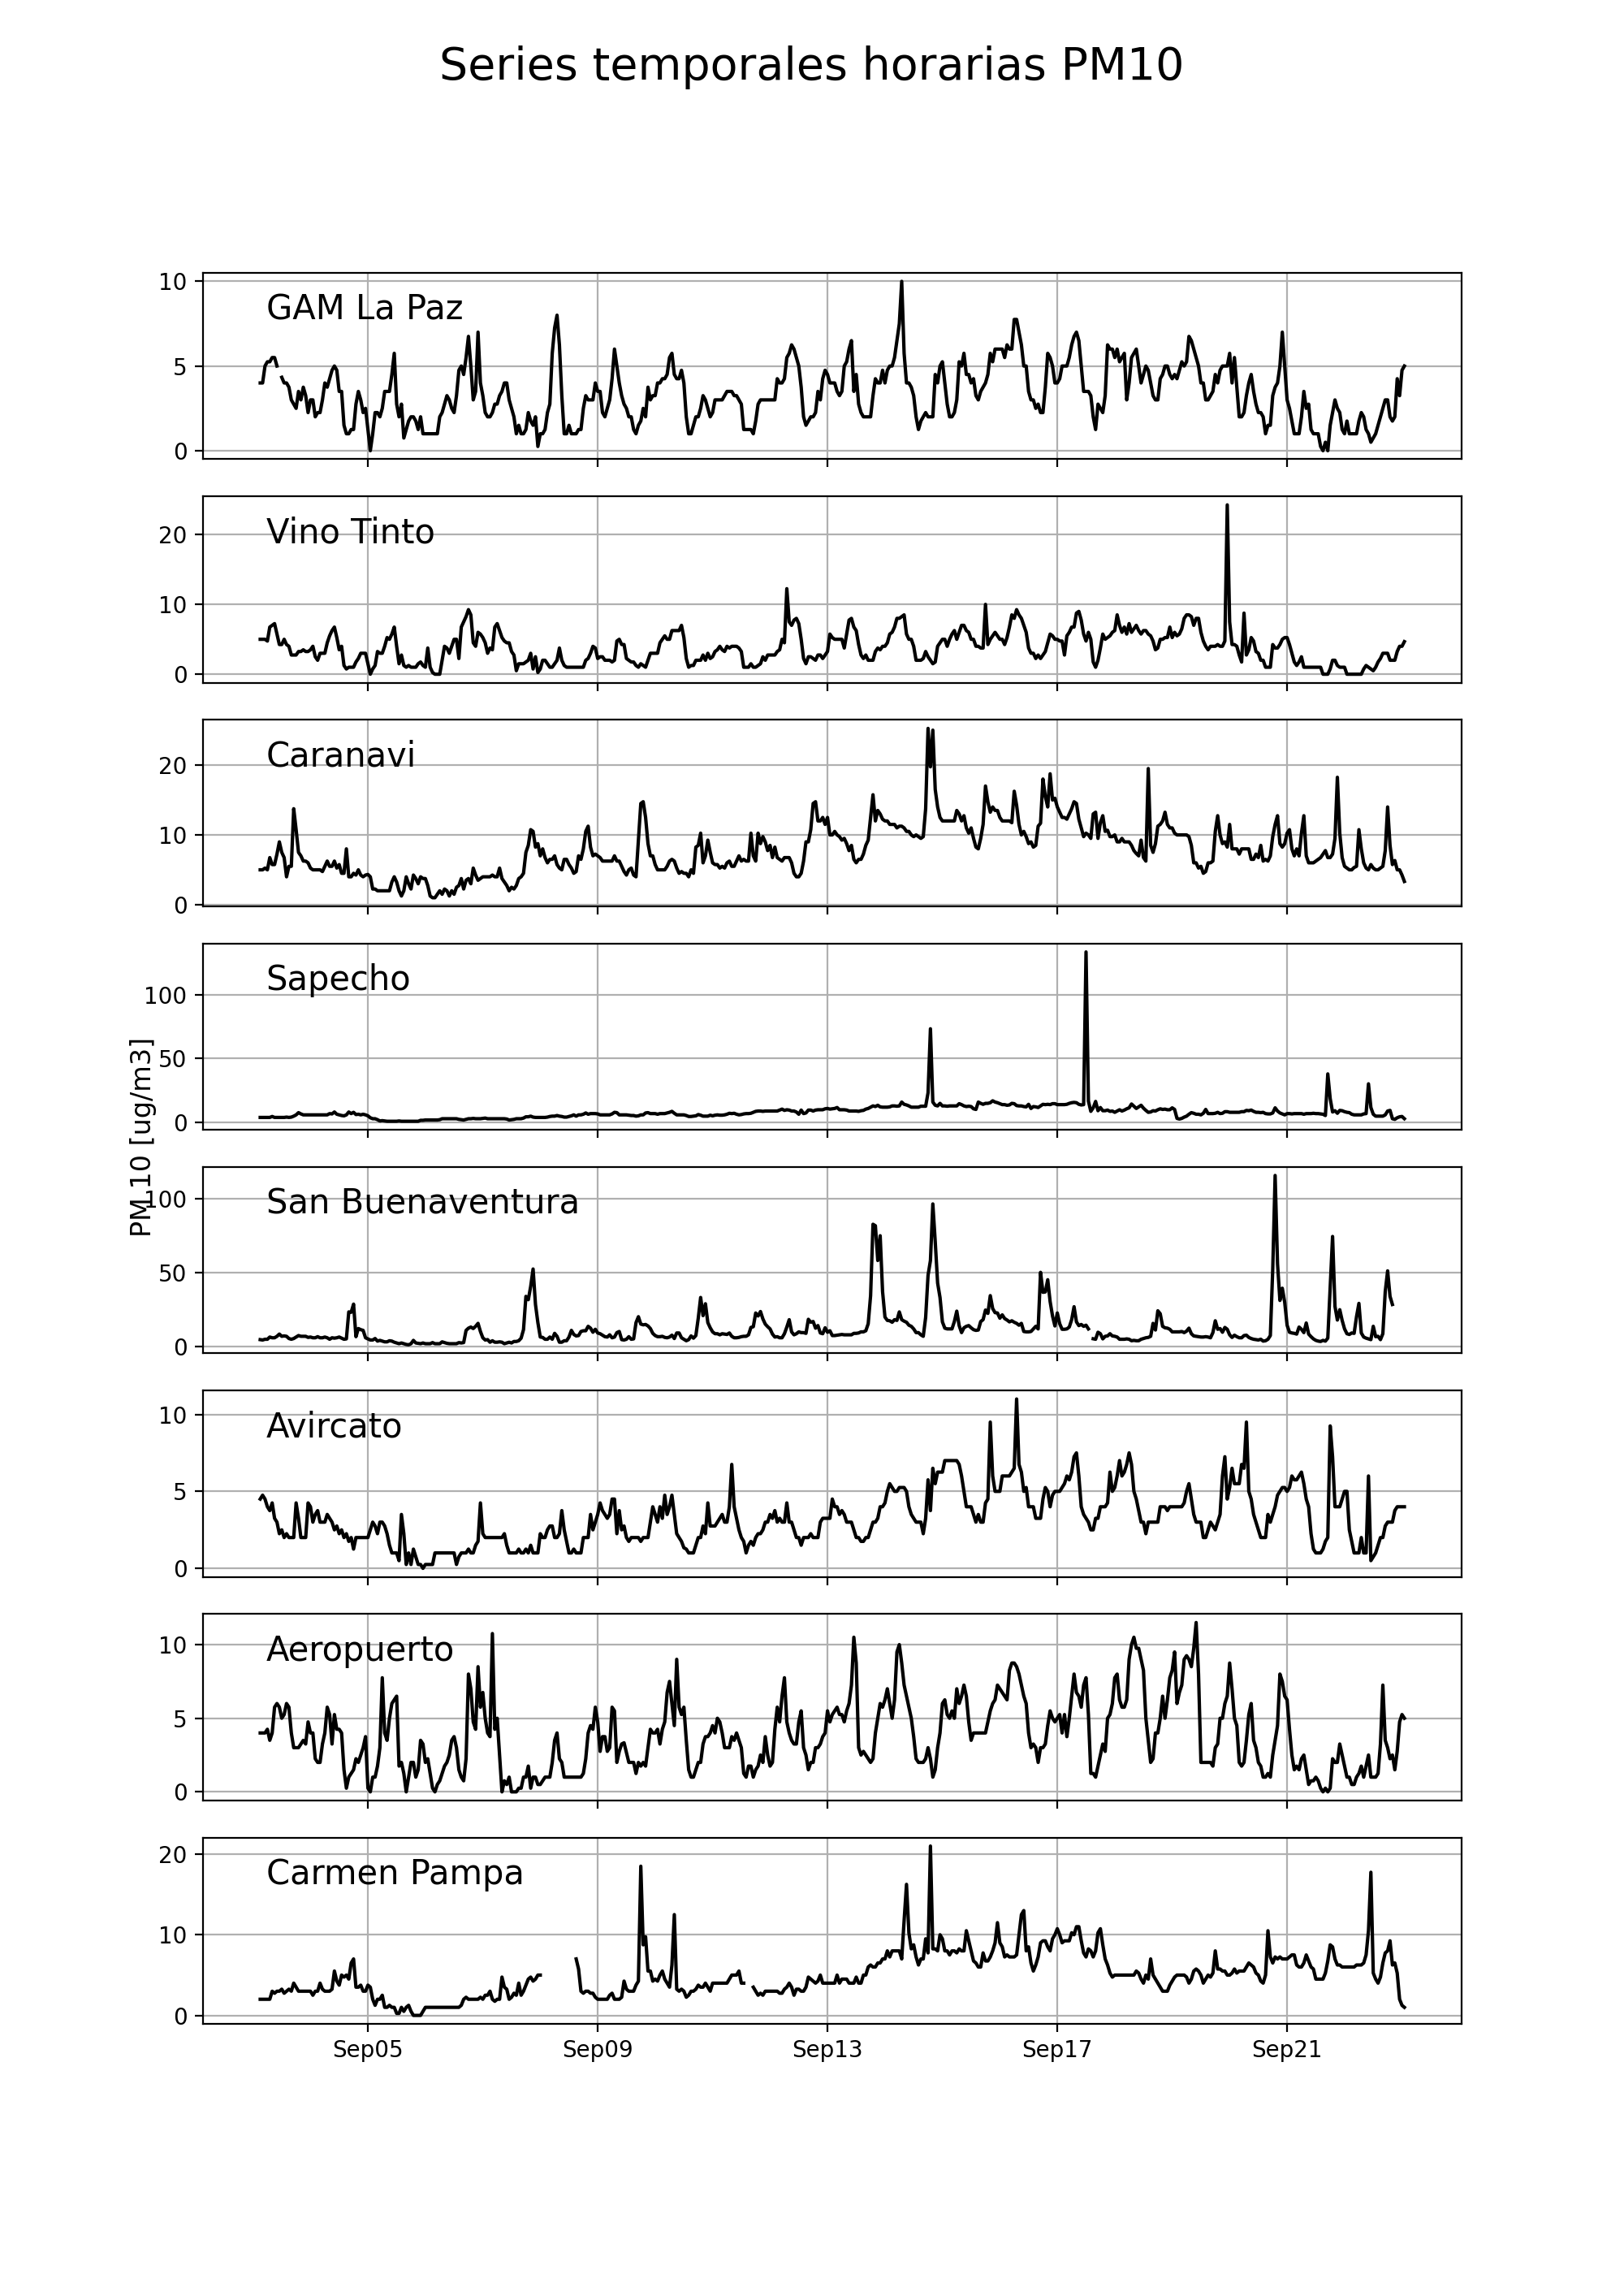 Series temporales horarias PM10
GAM La Paz
10
5
0
Vino Tinto
20
10
0
Caranavi
20
10
0
Sapecho
100
50
0
PM 10 [ug/m3]
San Buenaventura
100
50
0
Avircato
10
5
0
Aeropuerto
10
5
0
Carmen Pampa
20
10
0
Sep05 Sep09 Sep13 Sep17 Sep21